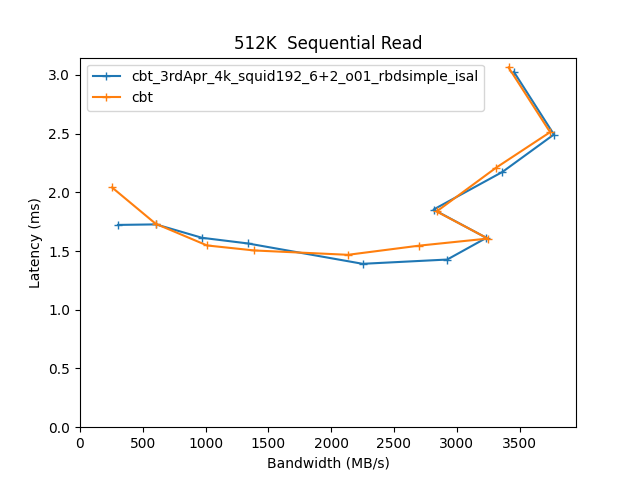 512K  Sequential Read
cbt_3rdApr_4k_squid192_6+2_o01_rbdsimple_isal
cbt
Latency (ms)
3.0
2.5
2.0
1.5
1.0
0.5
0.0
0 500 1000 1500 2000 2500 3000 3500
Bandwidth (MB/s)